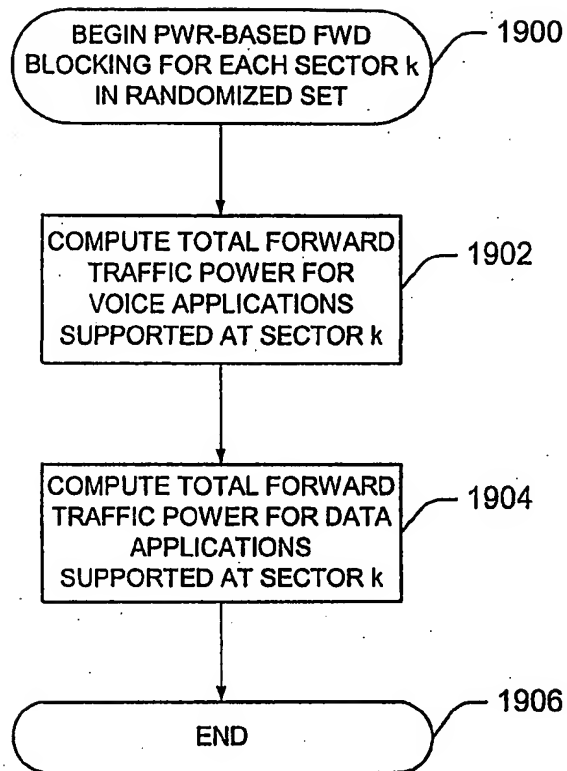 BEGIN PWR-BASED FWD
BLOCKING FOR EACH SECTOR k
IN RANDOMIZED SET
1900
COMPUTE TOTAL FORWARD
TRAFFIC POWER FOR
VOICE APPLICATIONS
SUPPORTED AT SECTOR k
1902
COMPUTE TOTAL FORWARD
TRAFFIC POWER FOR DATA
APPLICATIONS
SUPPORTED AT SECTOR k
1904
END
1906